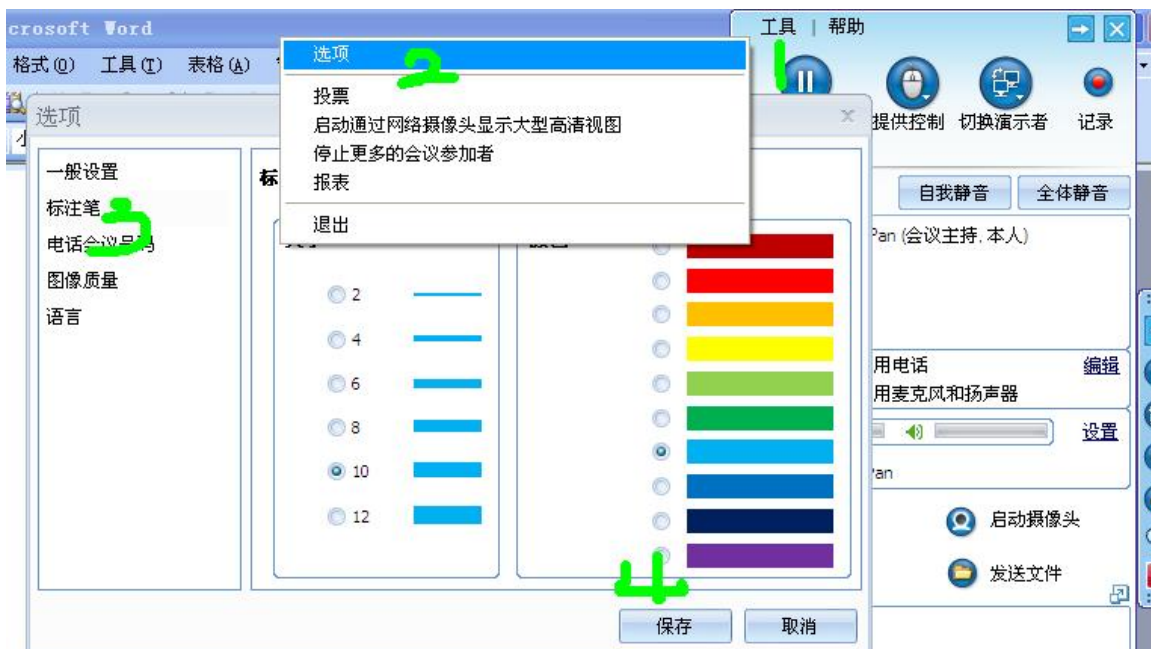 crosoft Word
工具 | 帮助
选项
格式(O) 工具(T) 表格(A)
2
1
投票
启动通过网络摄像头显示大型高清视图
停止更多的会议参加者
报表
退出
选项
提供控制 切换演示者 记录
一般设置
标注笔
3
电话会议号码
图像质量
语言
标
自我静音 全体静音
Pan (会议主持, 本人)
2
4
6
8
10
12
用电话 编辑
用麦克风和扬声器
设置
Pan
启动摄像头
发送文件
4.
保存 取消